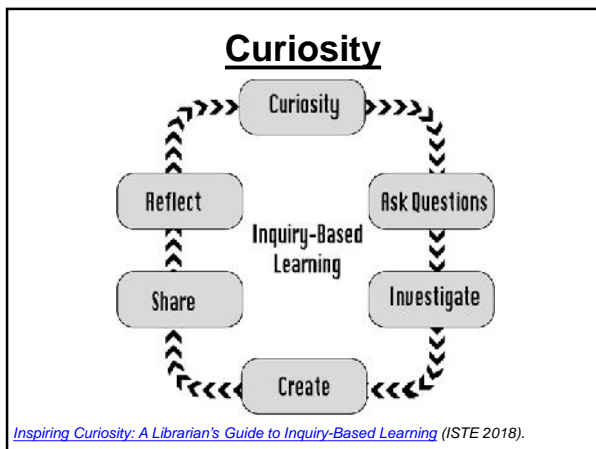 Curiosity
Curiosity
Ask Questions
Investigate
Create
Share
Reflect
Inquiry-Based
Learning
Inspiring Curiosity: A Librarian's Guide to Inquiry-Based Learning (ISTE 2018).